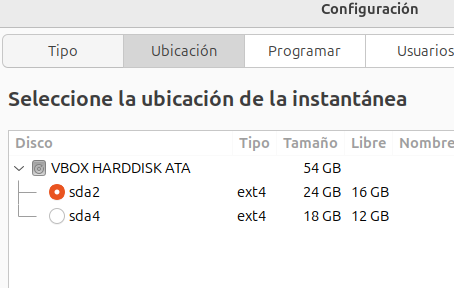 Configuración
Tipo Ubicación Programar Usuarios
Seleccione la ubicación de la instantánea
Disco Tipo Tamaño Libre Nombre
VBOX HARDDISK ATA 54 GB
sda2 ext4 24 GB 16 GB
sda4 ext4 18 GB 12 GB